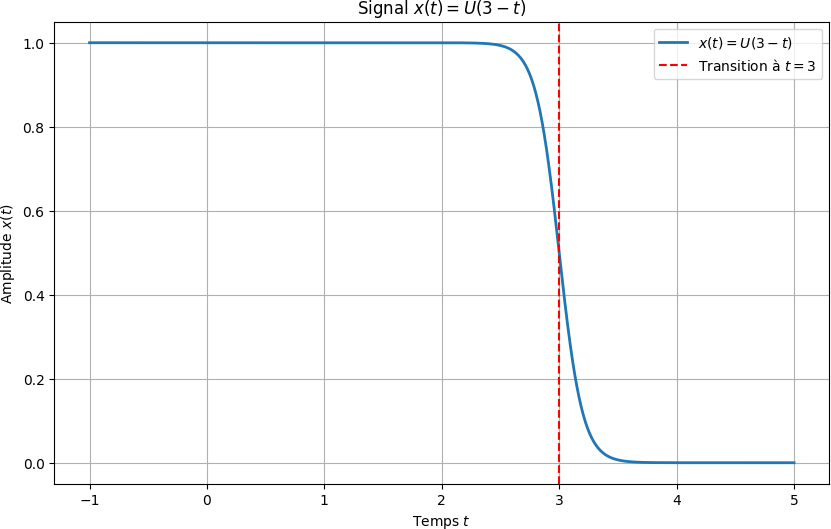 Signal x(t) = U(3 − t)
x(t) = U(3 − t)
Transition à t = 3
Amplitude x(t)
1.0
0.8
0.6
0.4
0.2
0.0
−1 0 1 2 3 4 5
Temps t